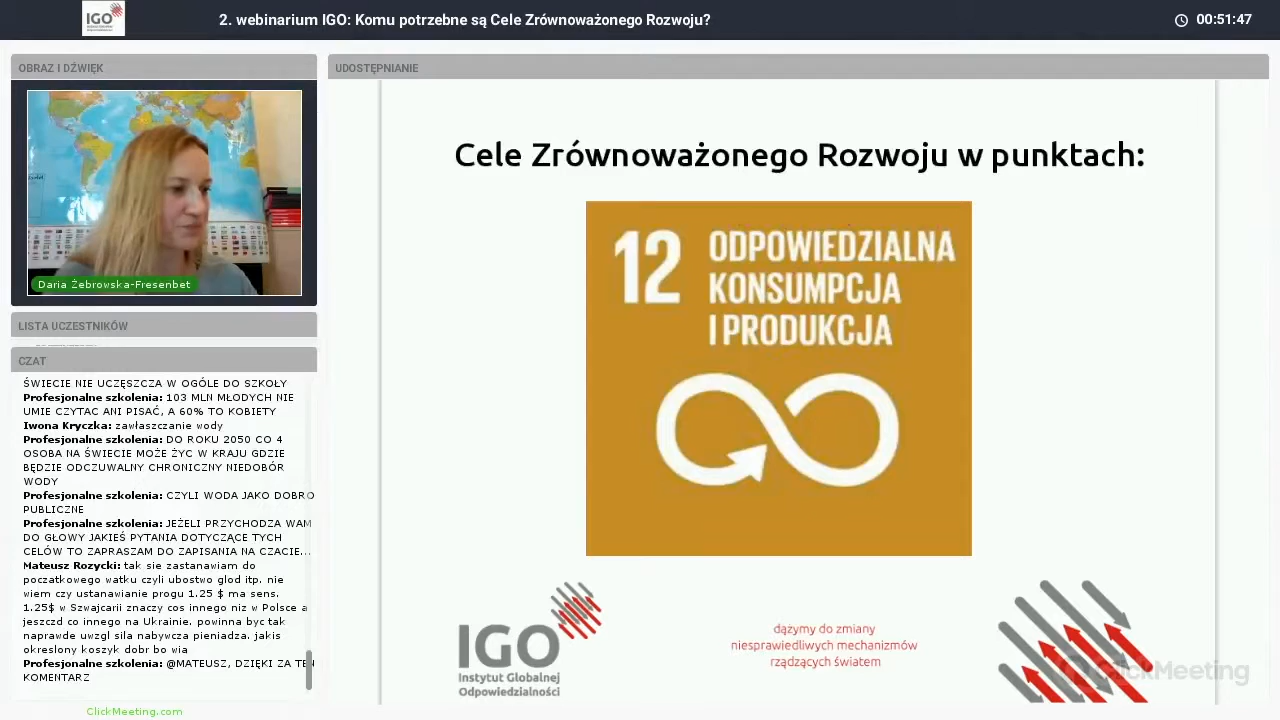 IGO
2. webinarium IGO: Komu potrzebne są Cele Zrównoważonego Rozwoju?
00:51:47
OBRAZ I DŹWIĘK
Daria Żebrowska-Fresenbet
LISTA UCZESTNIKÓW
CZAT
ŚWIECIE NIE UCZĘSZCZA W OGÓLE DO SZKOŁY
Profesjonalne szkolenia: 103 MLN MŁODYCH NIE
UMIE CZYTAC ANI PISAĆ, A 60% TO KOBIETY
Iwona Kryczka: zawłaszczanie wody
Profesjonalne szkolenia: DO ROKU 2050 CO 4
OSOBA NA ŚWIECIE MOŻE ŻYC W KRAJU GDZIE
BĘDZIE ODCZUWALNY CHRONICZNY NIEDOBÓR
WODY
Profesjonalne szkolenia: CZYLI WODA JAKO DOBRO
PUBLICZNE
Profesjonalne szkolenia: JEŻELI PRZYCHODZA WAM
DO GŁOWY JAKIEŚ PYTANIA DOTYCZĄCE TYCH
CELÓW TO ZAPRASZAM DO ZAPISANIA NA CZACIE...
Mateusz Rozycki: tak sie zastanawiam do
poczatkowego watku czyli ubostwo glod itp. nie
wiem czy ustanawianie progu 1.25 $ ma sens.
1.25$ w Szwajcarii znaczy cos innego niz w Polsce a
jeszczd co innego na Ukrainie. powinna byc tak
naprawde uwzgl sila nabywcza pieniadza. jakis
okreslony koszyk dobr bo wia
Profesjonalne szkolenia: @MATEUSZ, DZIĘKI ZA TEN
KOMENTARZ
ClickMeeting.com
UDOSTĘPNIANIE
Cele Zrównoważonego Rozwoju w punktach:
12 ODPOWIEDZIALNA
KONSUMPCJA
I PRODUKCJA
IGO
Instytut Globalnej
Odpowiedzialności
dążymy do zmiany
niesprawiedliwych mechanizmów
rządzących światem
ClickMeeting